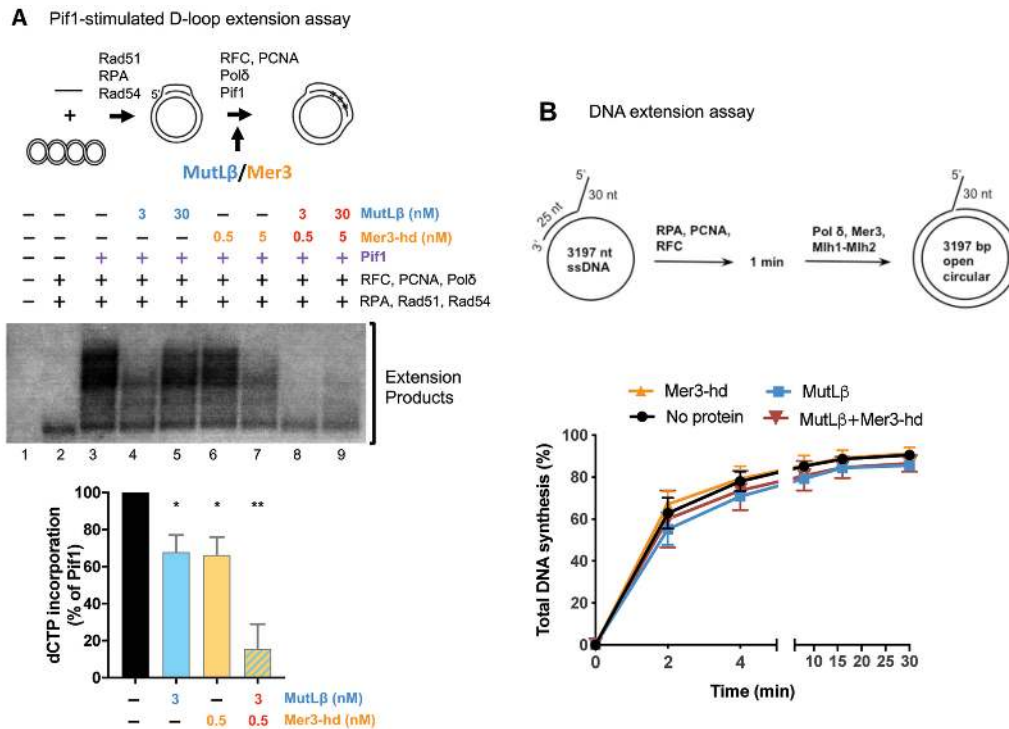 A Pif1-stimulated D-loop extension assay
Rad51
RPA
Rad54
RFC, PCNA
Polδ
Pif1
+
5'
***
MutLβ/Mer3
– – – 3 30 – – 3 30 MutLβ (nM)
– – – – – 0.5 5 0.5 5 Mer3-hd (nM)
– – + + + + + + + Pif1
– + + + + + + + + RFC, PCNA, Polδ
– + + + + + + + + RPA, Rad51, Rad54
Extension
Products
1 2 3 4 5 6 7 8 9
dCTP incorporation
(% of Pif1)
100
80
60
40
20
0
* * **
– 3 – 3 MutLβ (nM)
– – 0.5 0.5 Mer3-hd (nM)
B DNA extension assay
5'
30 nt
25 nt
3'
3197 nt
ssDNA
RPA, PCNA,
RFC
1 min
Pol δ, Mer3,
Mlh1-Mlh2
5'
30 nt
3197 bp
open
circular
Mer3-hd
MutLβ
No protein
MutLβ+Mer3-hd
Total DNA synthesis (%)
100
80
60
40
20
0
0 2 4 10 15 20 25 30
Time (min)